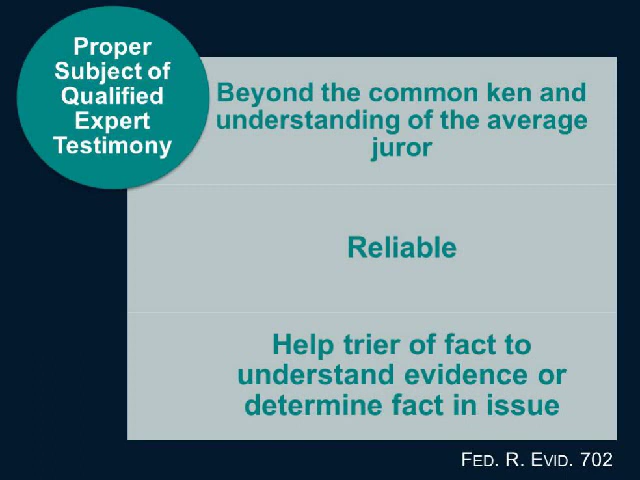 Proper
Subject of
Qualified
Expert
Testimony
Beyond the common ken and
understanding of the average
juror
Reliable
Help trier of fact to
understand evidence or
determine fact in issue
FED. R. EVID. 702